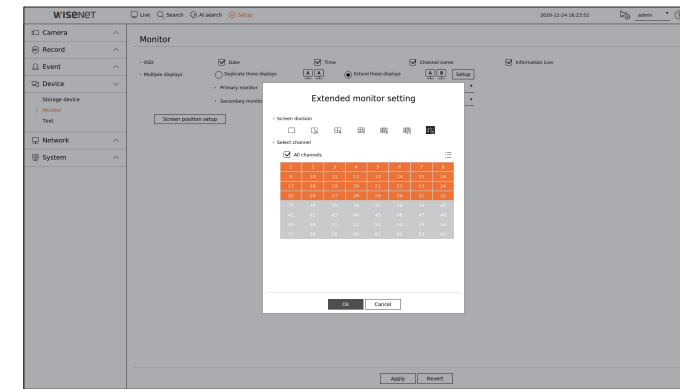 WISENET
Live Search AI search Setup 2020-11-24 16:23:52 admin
Camera
Record
Event
Device
Storage device
Monitor
Text
Network
System
Monitor
OSD Date Time Channel name Information icon
Multiple displays Duplicate these displays A A Extend these displays A B Setup
Primary monitor
Secondary monito
Screen position setup
Extended monitor setting
Screen division
Select channel
All channels
1 2 3 4 5 6 7 8
9 10 11 12 13 14 15 16
17 18 19 20 21 22 23 24
25 26 27 28 29 30 31 32
33 34 35 36 37 38 39 40
41 42 43 44 45 46 47 48
49 50 51 52 53 54 55 56
57 58 59 60 61 62 63 64
Ok Cancel
Apply Revert